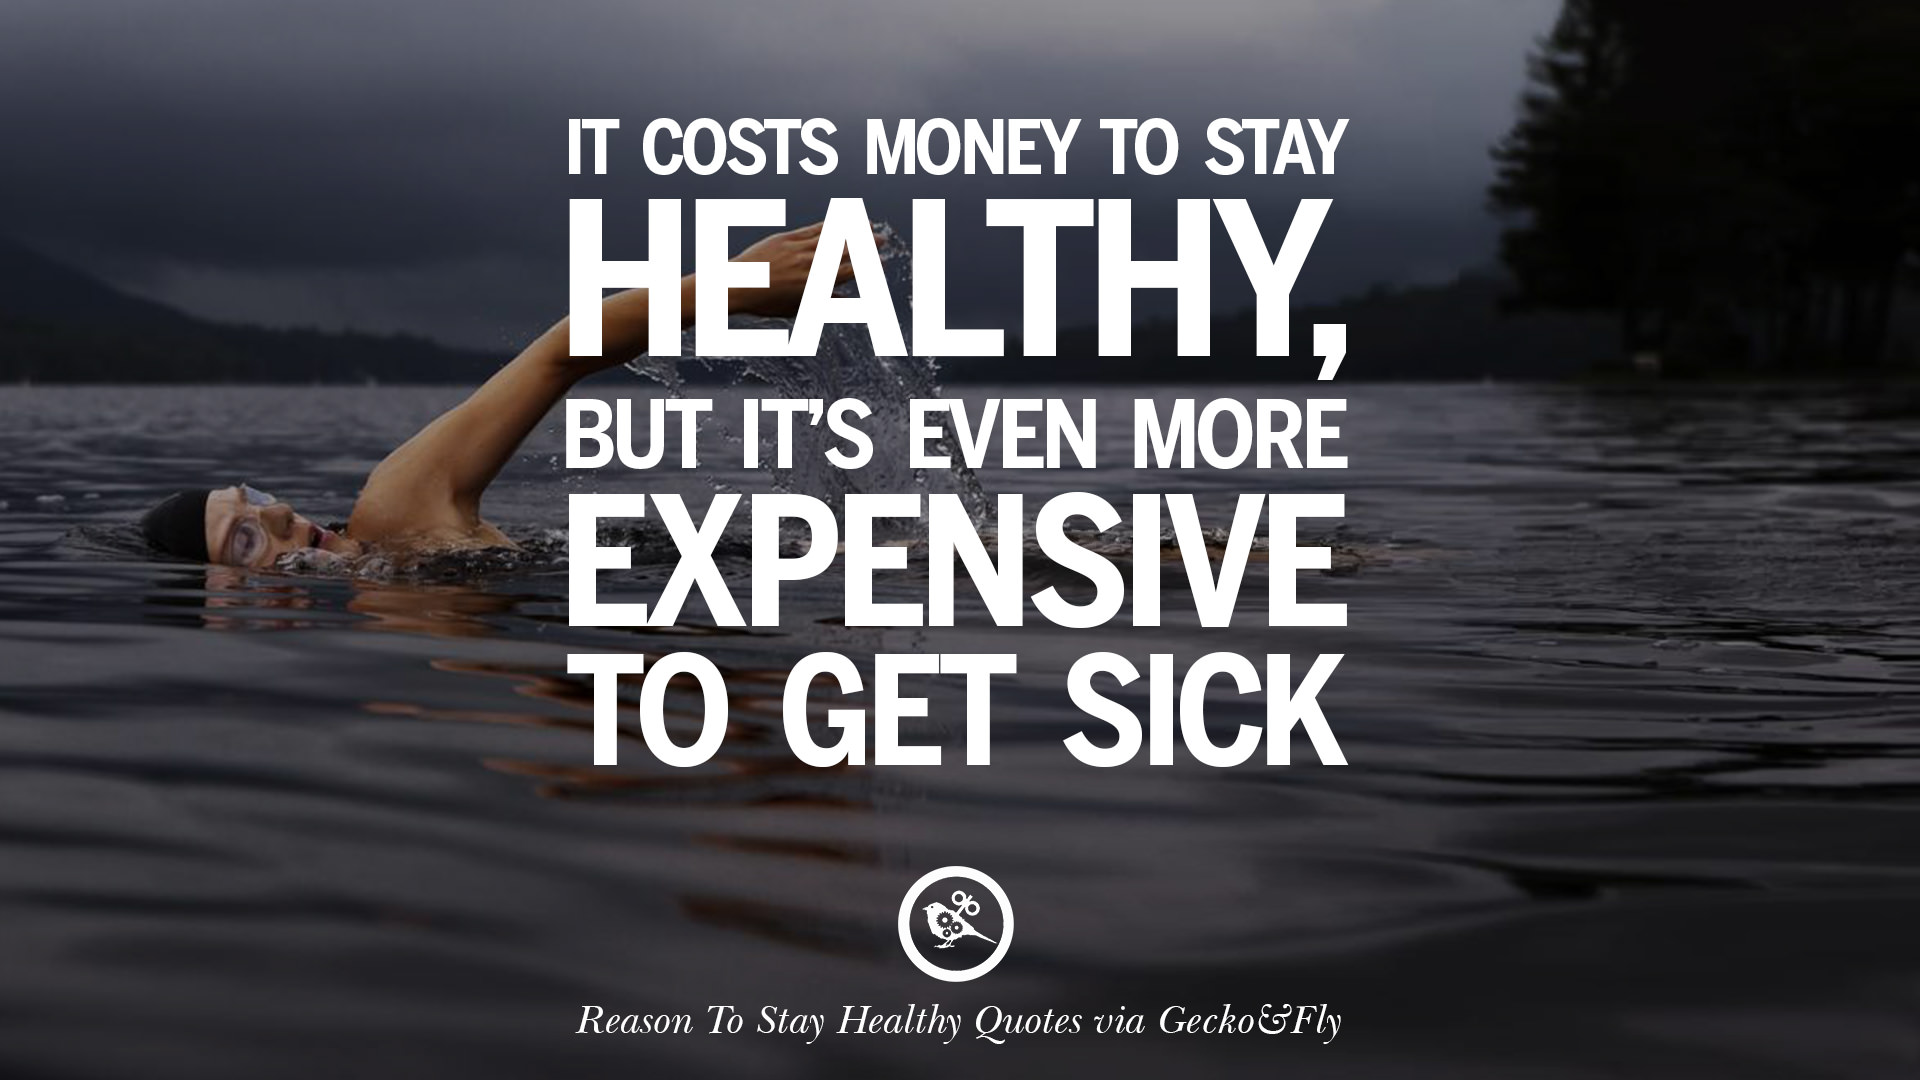 IT COSTS MONEY TO STAY
HEALTHY,
BUT IT'S EVEN MORE
EXPENSIVE
TO GET SICK
Reason To Stay Healthy Quotes via Gecko&Fly